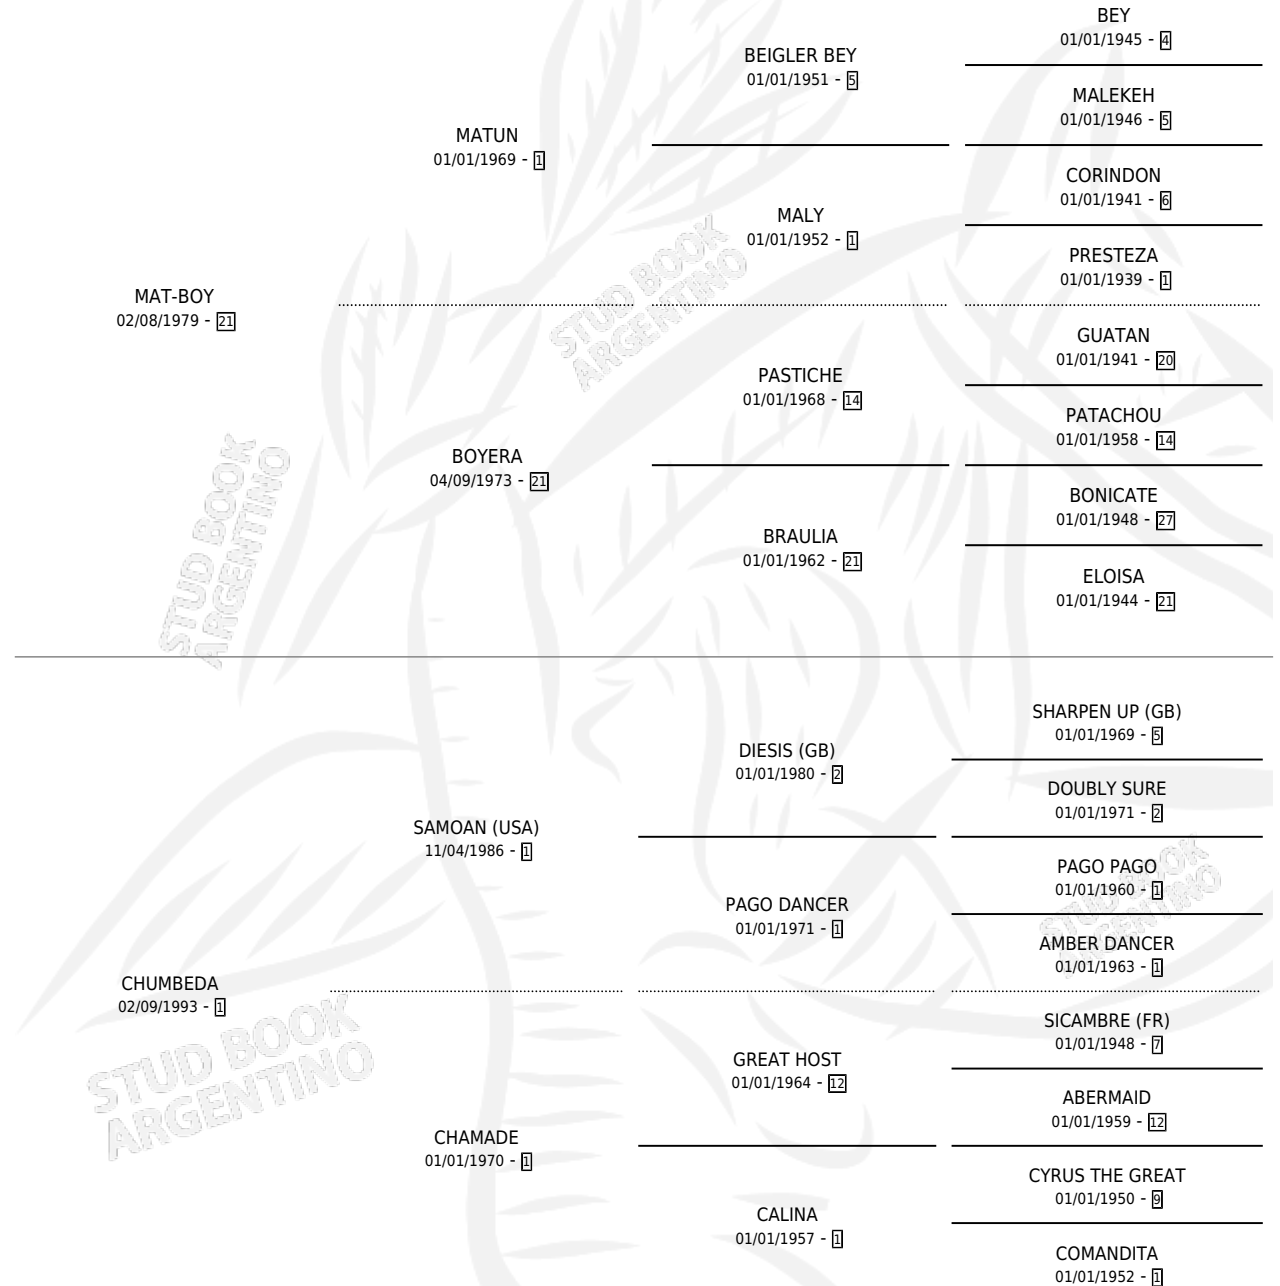 BEY
01/01/1945 - 4
BEIGLER BEY
01/01/1951 - 5
MALEKEH
01/01/1946 - 5
MATUN
01/01/1969 - 1
CORINDON
01/01/1941 - 6
MALY
01/01/1952 - 1
PRESTEZA
01/01/1939 - 1
MAT-BOY
02/08/1979 - 21
GUATAN
01/01/1941 - 20
PASTICHE
01/01/1968 - 14
PATACHOU
01/01/1958 - 14
BOYERA
04/09/1973 - 21
BONICATE
01/01/1948 - 27
BRAULIA
01/01/1962 - 21
ELOISA
01/01/1944 - 21
SHARPEN UP (GB)
01/01/1969 - 5
DIESIS (GB)
01/01/1980 - 2
DOUBLY SURE
01/01/1971 - 2
SAMOAN (USA)
11/04/1986 - 1
PAGO PAGO
01/01/1960 - 1
PAGO DANCER
01/01/1971 - 1
AMBER DANCER
01/01/1963 - 1
CHUMBEDA
02/09/1993 - 1
SICAMBRE (FR)
01/01/1948 - 7
GREAT HOST
01/01/1964 - 12
ABERMAID
01/01/1959 - 12
CHAMADE
01/01/1970 - 1
CYRUS THE GREAT
01/01/1950 - 9
CALINA
01/01/1957 - 1
COMANDITA
01/01/1952 - 1
STUD BOOK
ARGENTINO
STUD BOOK
ARGENTINO
STUD BOOK
ARGENTINO
STUD BOOK
ARGENTINO